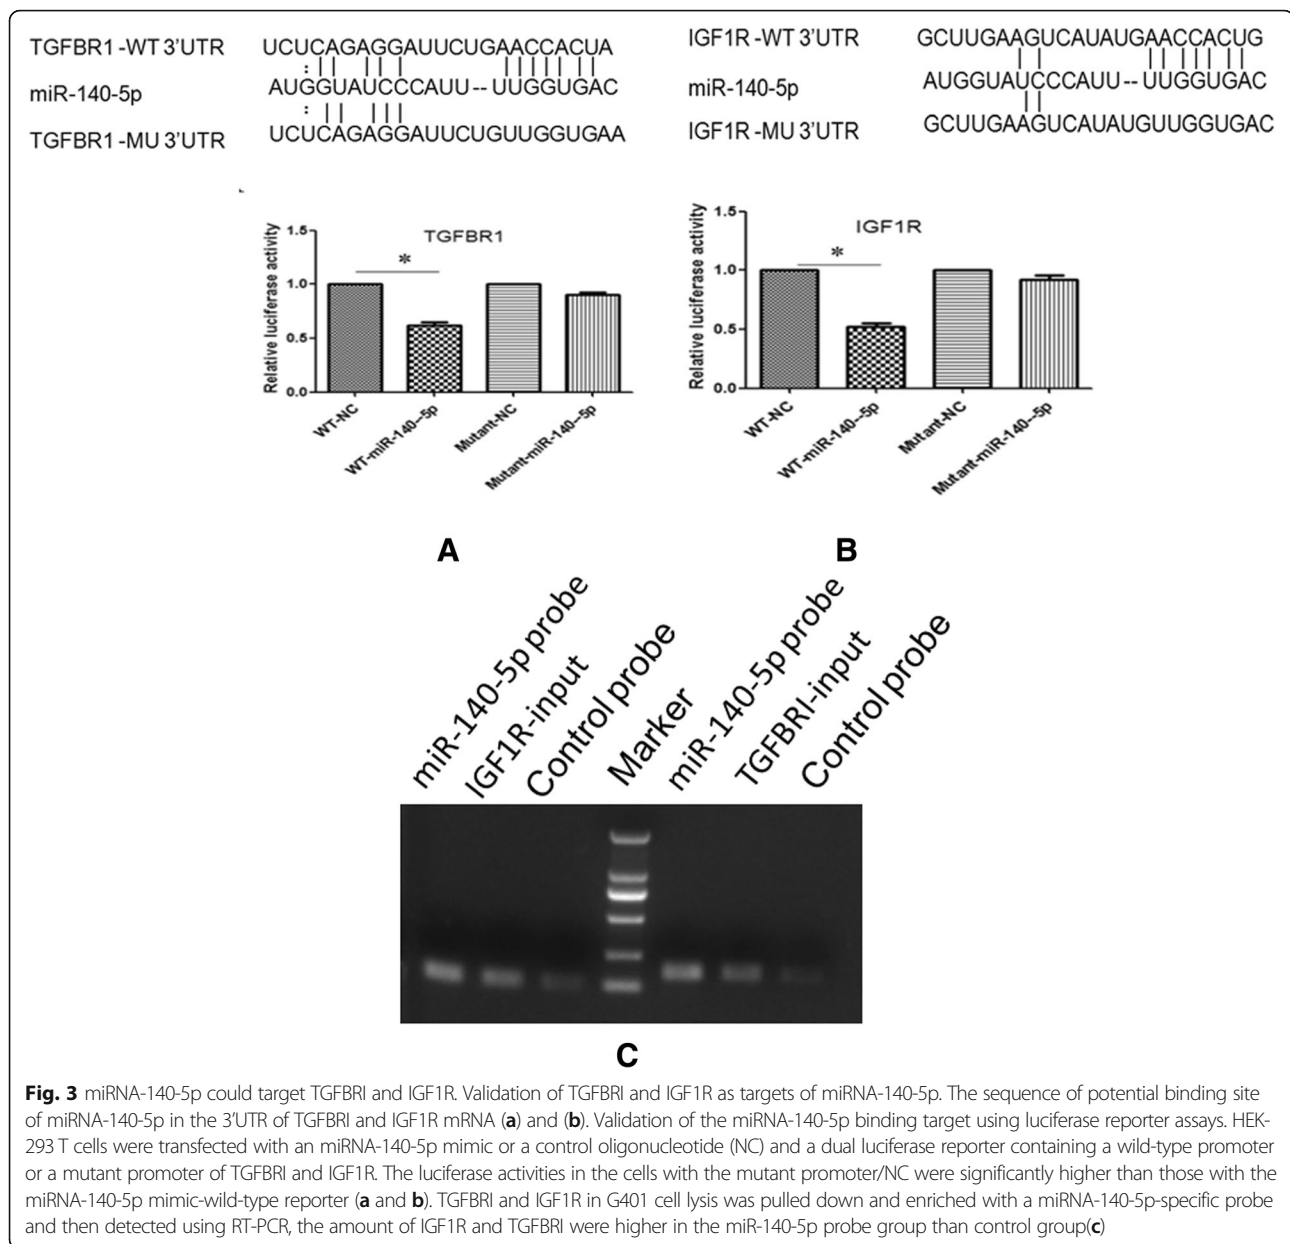 TGFBR1 -WT 3'UTR UCUCAGAGGAUUCUGAACCACUA
miR-140-5p AUGGUAUCCCAUU -- UUGGUGAC
TGFBR1 -MU 3'UTR UCUCAGAGGAUUCUGUUGGUGAA
IGF1R -WT 3'UTR GCUUGAAGUCAUAUGAACCACUG
miR-140-5p AUGGUAUCCCAUU -- UUGGUGAC
IGF1R -MU 3'UTR GCUUGAAGUCAUAUGUUGGUGAC
TGFBR1
Relative luciferase activity
1.5
1.0
0.5
0.0
*
WT-NC
WT-miR-140--5p
Mutant-NC
Mutant-miR-140--5p
A
IGF1R
Relative luciferase activity
1.5
1.0
0.5
0.0
*
WT-NC
WT-miR-140--5p
Mutant-NC
Mutant-miR-140--5p
B
miR-140-5p probe
IGF1R-input
Control probe
Marker
miR-140-5p probe
TGFBRI-input
Control probe
C
Fig. 3 miRNA-140-5p could target TGFBRI and IGF1R. Validation of TGFBRI and IGF1R as targets of miRNA-140-5p. The sequence of potential binding site
of miRNA-140-5p in the 3'UTR of TGFBRI and IGF1R mRNA (a) and (b). Validation of the miRNA-140-5p binding target using luciferase reporter assays. HEK-
293 T cells were transfected with an miRNA-140-5p mimic or a control oligonucleotide (NC) and a dual luciferase reporter containing a wild-type promoter
or a mutant promoter of TGFBRI and IGF1R. The luciferase activities in the cells with the mutant promoter/NC were significantly higher than those with the
miRNA-140-5p mimic-wild-type reporter (a and b). TGFBRI and IGF1R in G401 cell lysis was pulled down and enriched with a miRNA-140-5p-specific probe
and then detected using RT-PCR, the amount of IGF1R and TGFBRI were higher in the miR-140-5p probe group than control group(c)